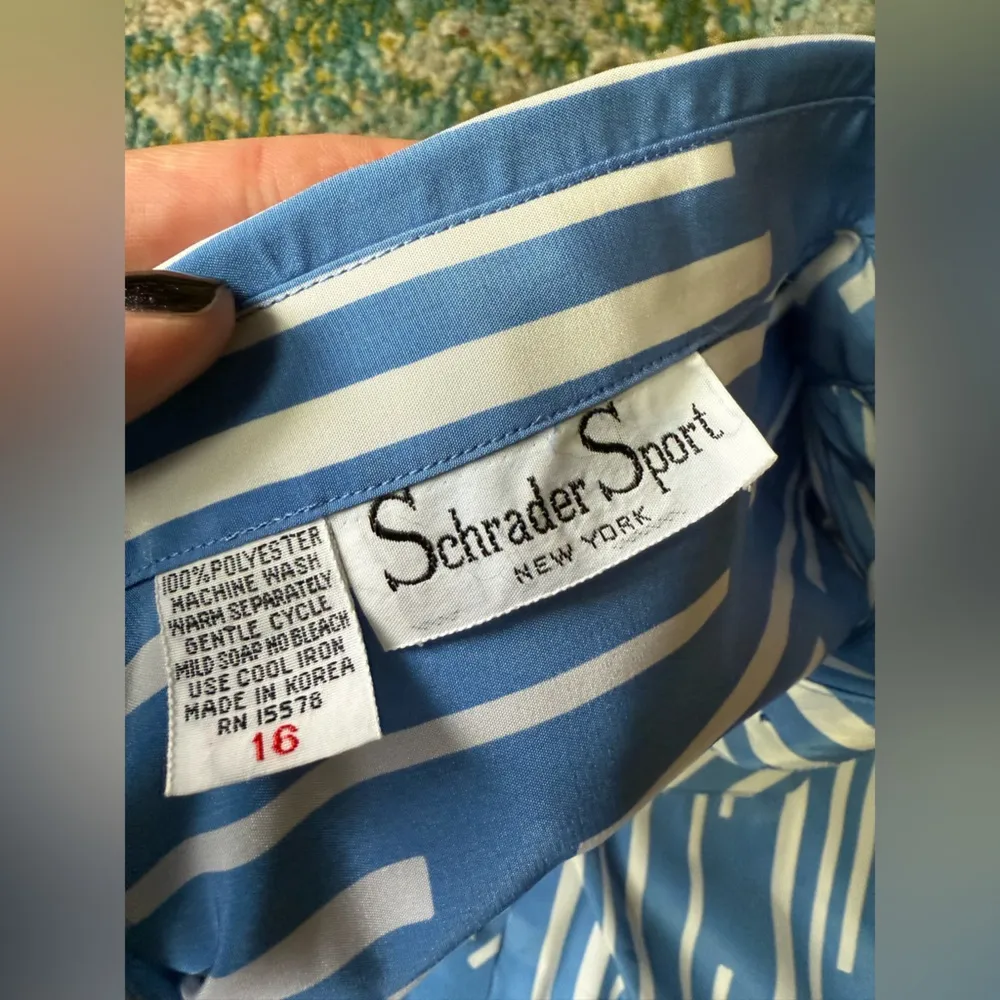 Schrader Sport
NEW YORK
100% POLYESTER
MACHINE WASH
WARM SEPARATELY
GENTLE CYCLE
MILD SOAP NO BLEACH
USE COOL IRON
MADE IN KOREA
RN 15578
16